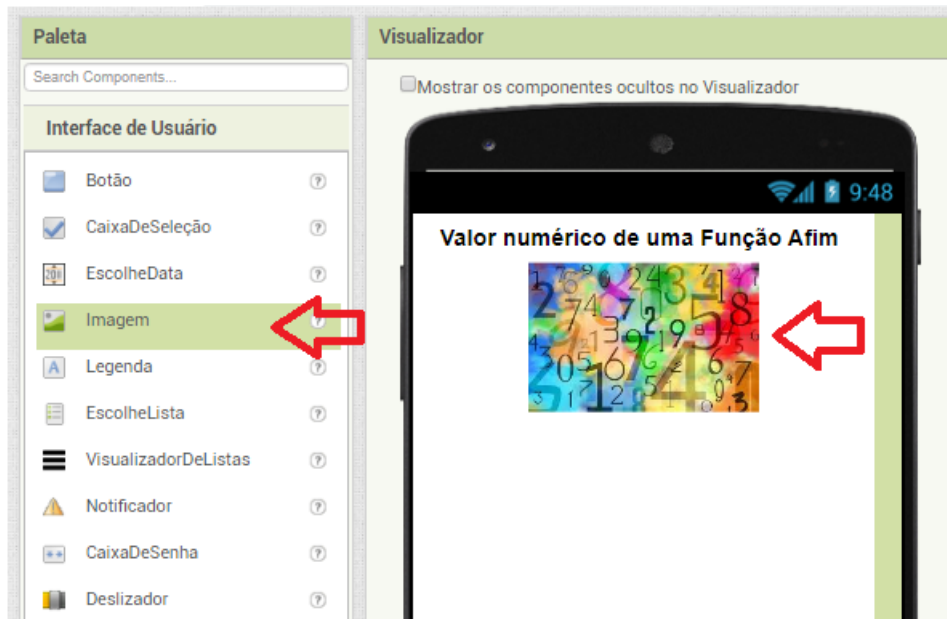 Paleta
Search Components...
Interface de Usuário
Botão
CaixaDeSeleção
EscolheData
Imagem
Legenda
EscolheLista
VisualizadorDeListas
Notificador
CaixaDeSenha
Deslizador
Visualizador
Mostrar os componentes ocultos no Visualizador
9:48
Valor numérico de uma Função Afim